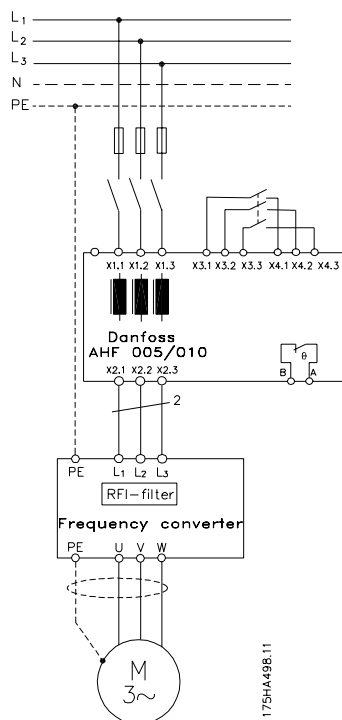 L1
L2
L3
N
PE
X1.1 X1.2 X1.3 X3.1 X3.2 X3.3 X4.1 X4.2 X4.3
Danfoss
AHF 005/010
θ
X2.1 X2.2 X2.3 B A
2
PE L1 L2 L3
RFI-filter
Frequency converter
PE U V W
M
3~
175HA498.11